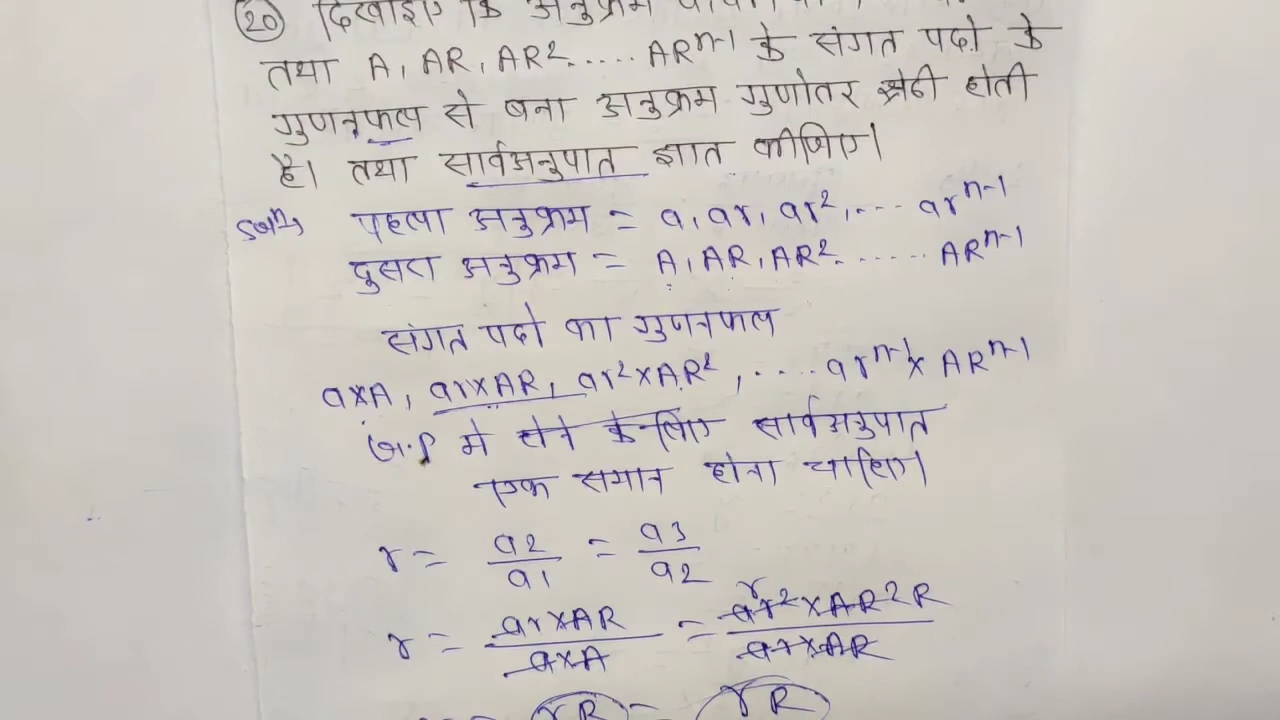 20 दिखाइए कि अनुक्रम
तथा A, AR, AR²..... ARⁿ⁻¹ के संगत पदो के
गुणनफल से बना अनुक्रम गुणोतर श्रेढी होती
है। तथा सार्वअनुपात ज्ञात कीजिए।
Solⁿ, पहला अनुक्रम = a, ar, ar², ... arⁿ⁻¹
दुसरा अनुक्रम = A, AR, AR²...... ARⁿ⁻¹
संगत पदो का गुणनफल
a×A, ar×AR, ar²×AR², .... arⁿ⁻¹× ARⁿ⁻¹
G.P मे होने के लिए सार्वअनुपात
एक समान होना चाहिए।
r = a2/a1 = a3/a2
r = ar×AR/a×A = ar²×AR²/ar×AR r R
rR = rR